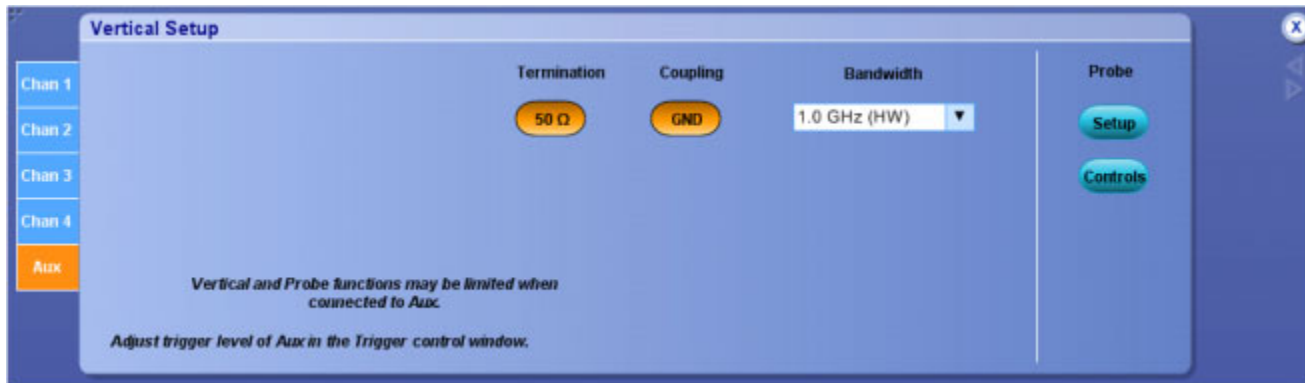 Vertical Setup
X
Chan 1
Chan 2
Chan 3
Chan 4
Aux
Termination
50 Ω
Coupling
GND
Bandwidth
1.0 GHz (HW)
Probe
Setup
Controls
Vertical and Probe functions may be limited when
connected to Aux.
Adjust trigger level of Aux in the Trigger control window.